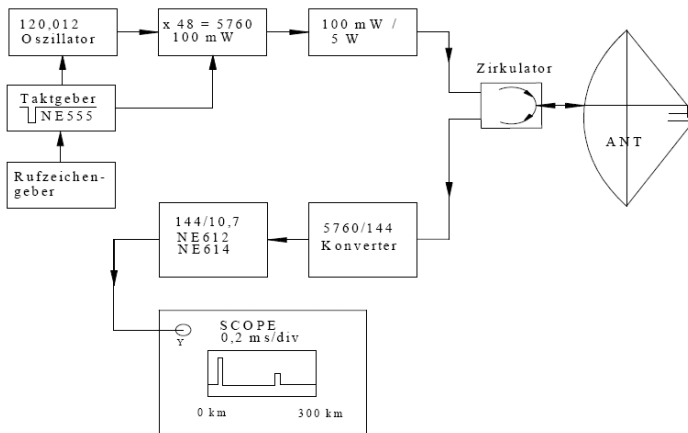 120,012
Oszillator
x 48 = 5760
100 mW
100 mW /
5 W
Zirkulator
Taktgeber
NE555
ANT
Rufzeichen-
geber
144/10,7
NE612
NE614
5760/144
Konverter
SCOPE
0,2 ms/div
Y
0 km
300 km